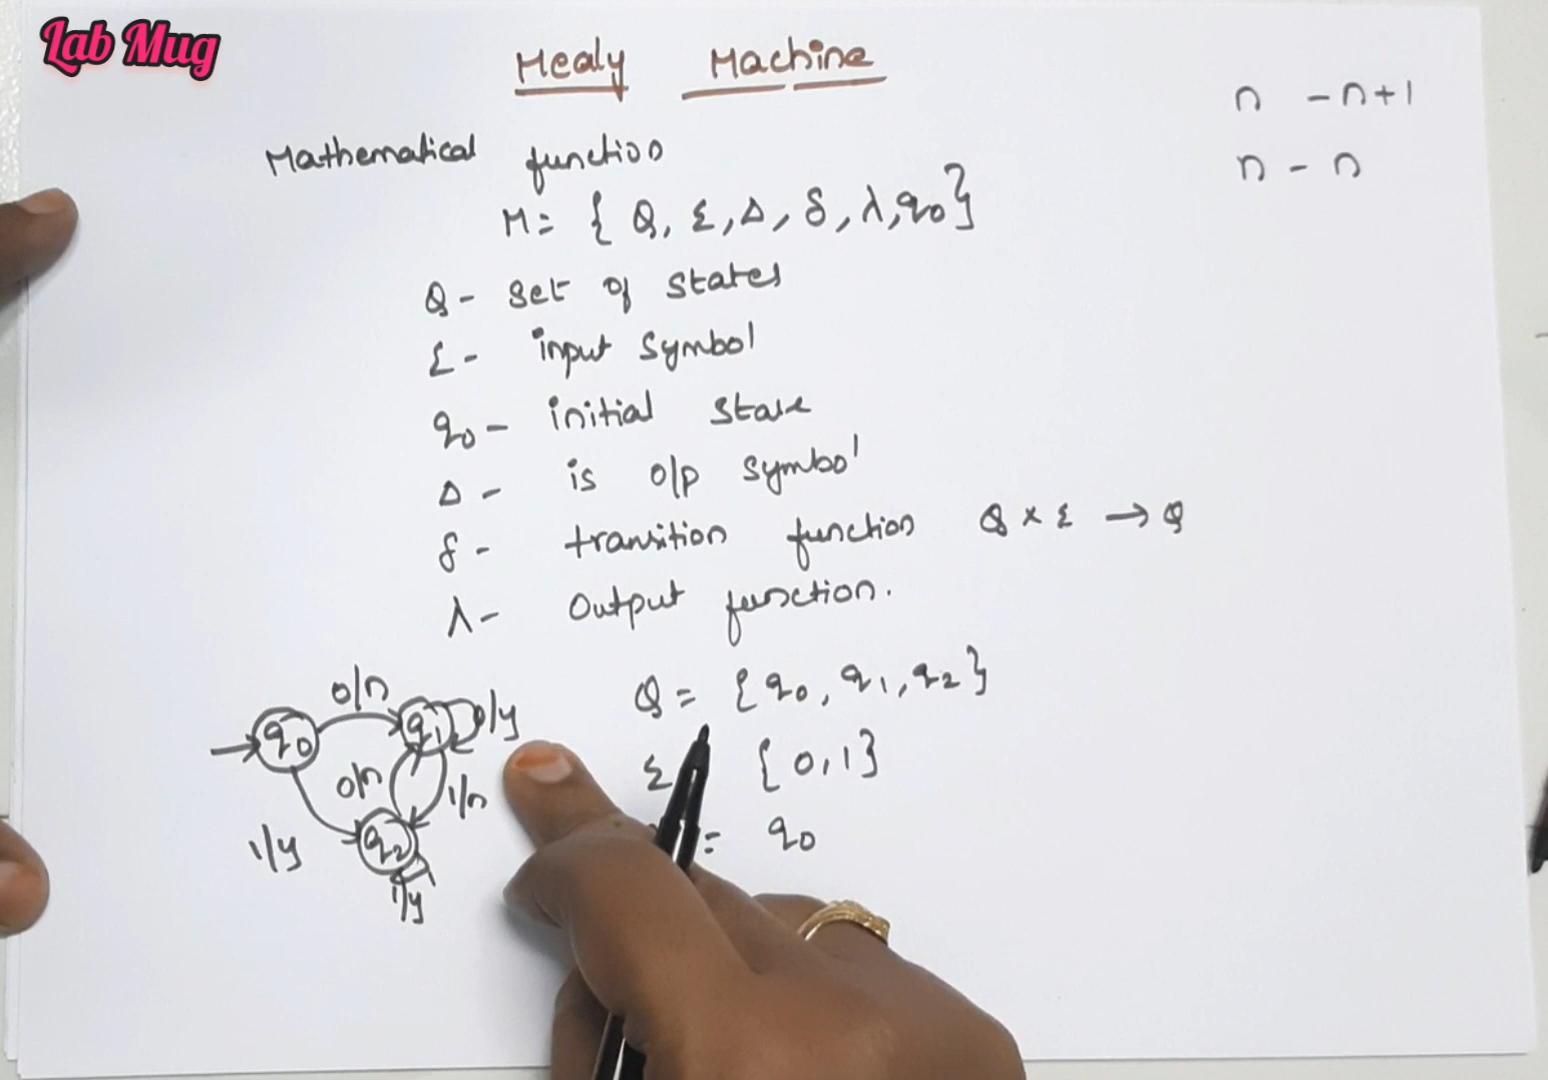 Lab Mug
Mealy Machine
n - n+1
n - n
Mathematical function
M= { Q, Σ, Δ, δ, λ, q0}
Q - set of states
Σ - input symbol
q0 - initial state
Δ - is o/p symbol
δ - transition function Q × Σ → Q
λ - Output function.
Q = {q0, q1, q2}
Σ {0,1}
= q0
0/n
q0
q1
0/y
0/n
1/n
1/y
q2
1/y